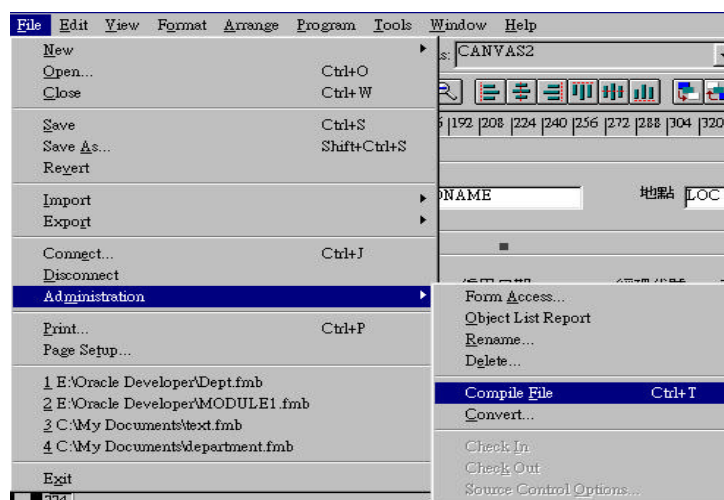 File Edit View Format Arrange Program Tools Window Help
New
Open... Ctrl+O
Close Ctrl+W
Save Ctrl+S
Save As... Shift+Ctrl+S
Revert
Import
Export
Connect... Ctrl+J
Disconnect
Administration
Print... Ctrl+P
Page Setup...
1 E:\Oracle Developer\Dept.fmb
2 E:\Oracle Developer\MODULE1.fmb
3 C:\My Documents\text.fmb
4 C:\My Documents\department.fmb
Exit
CANVAS2
192 208 224 240 256 272 288 304 320
DNAME 地點 LOC
Form Access...
Object List Report
Rename...
Delete...
Compile File Ctrl+T
Convert...
Check In
Check Out
Source Control Options...